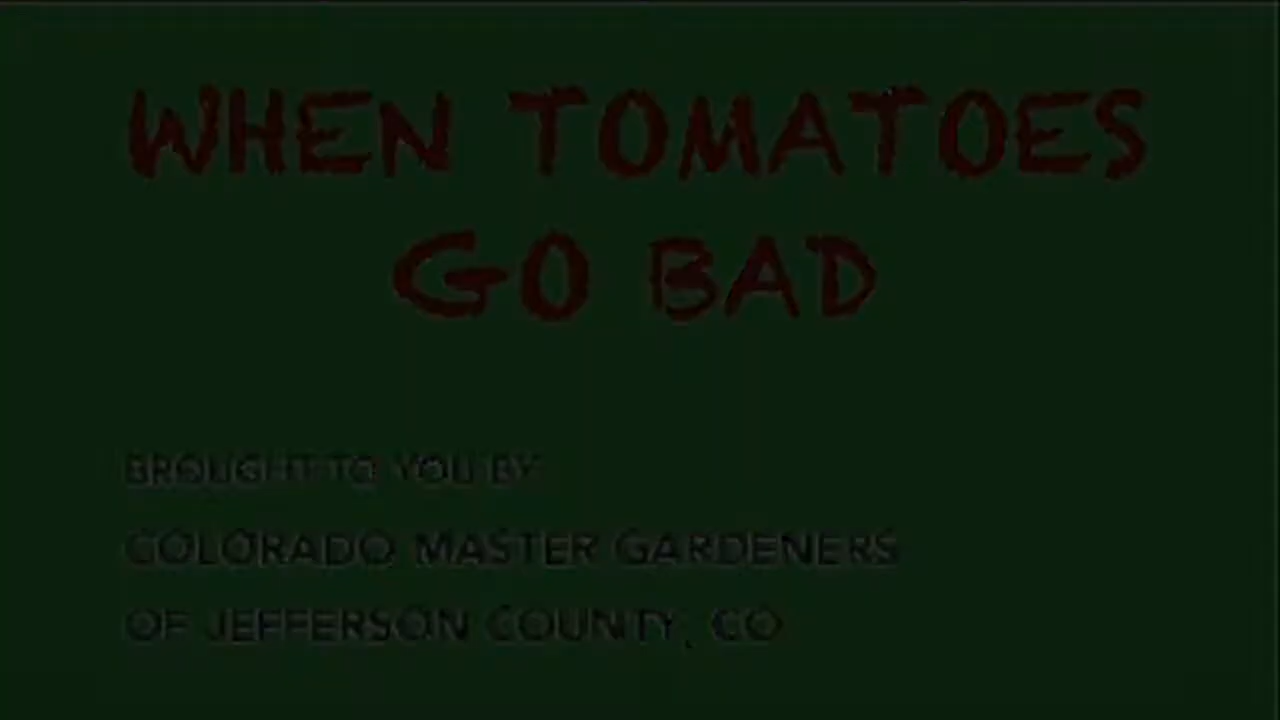 WHEN TOMATOES
GO BAD
BROUGHT TO YOU BY
COLORADO MASTER GARDENERS
OF JEFFERSON COUNTY, CO